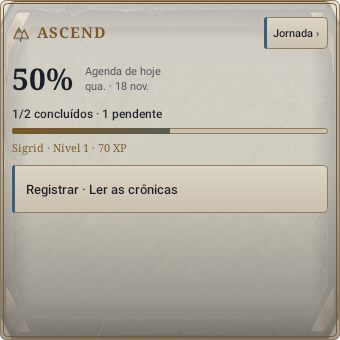 ASCEND
Jornada ›
50%
Agenda de hoje
qua. · 18 nov.
1/2 concluídos · 1 pendente
Sigrid · Nível 1 · 70 XP
Registrar · Ler as crônicas